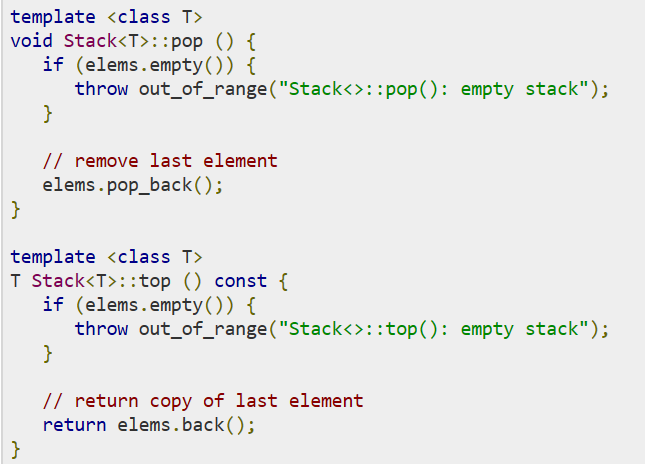 template <class T>
void Stack<T>::pop () {
   if (elems.empty()) {
      throw out_of_range("Stack<>::pop(): empty stack");
   }

   // remove last element
   elems.pop_back();
}

template <class T>
T Stack<T>::top () const {
   if (elems.empty()) {
      throw out_of_range("Stack<>::top(): empty stack");
   }

   // return copy of last element
   return elems.back();
}